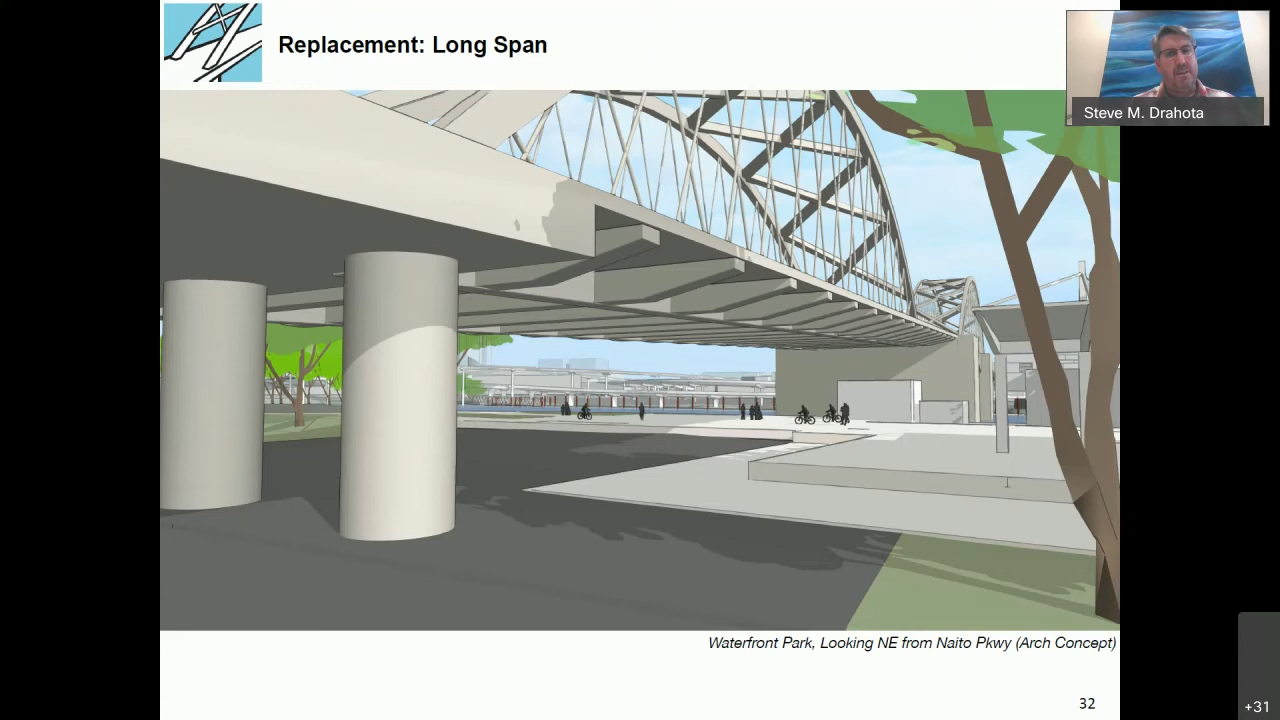 Replacement: Long Span
Steve M. Drahota
Waterfront Park, Looking NE from Naito Pkwy (Arch Concept)
32
+31